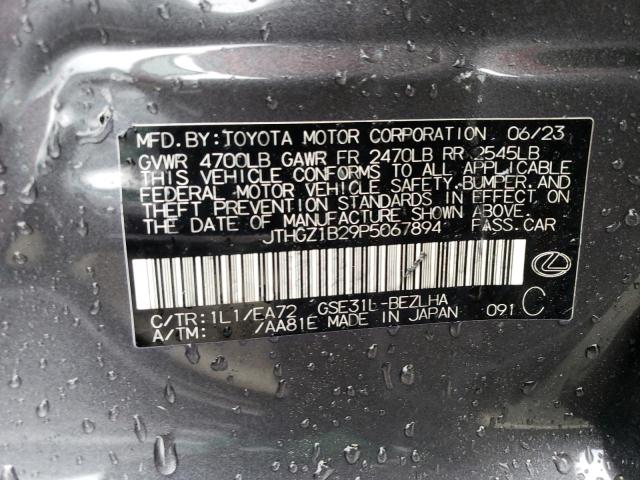 MFD. BY: TOYOTA MOTOR CORPORATION 06/23
GVWR 4700LB GAWR FR 2470LB RR 2545LB
THIS VEHICLE CONFORMS TO ALL APPLICABLE
FEDERAL MOTOR VEHICLE SAFETY, BUMPER, AND
THEFT PREVENTION STANDARDS IN EFFECT ON
THE DATE OF MANUFACTURE SHOWN ABOVE.
JTHGZ1B29P5067894 PASS. CAR
C/TR: 1L1/EA72 GSE31L-BEZLHA
A/TM: /AA81E MADE IN JAPAN 091 C